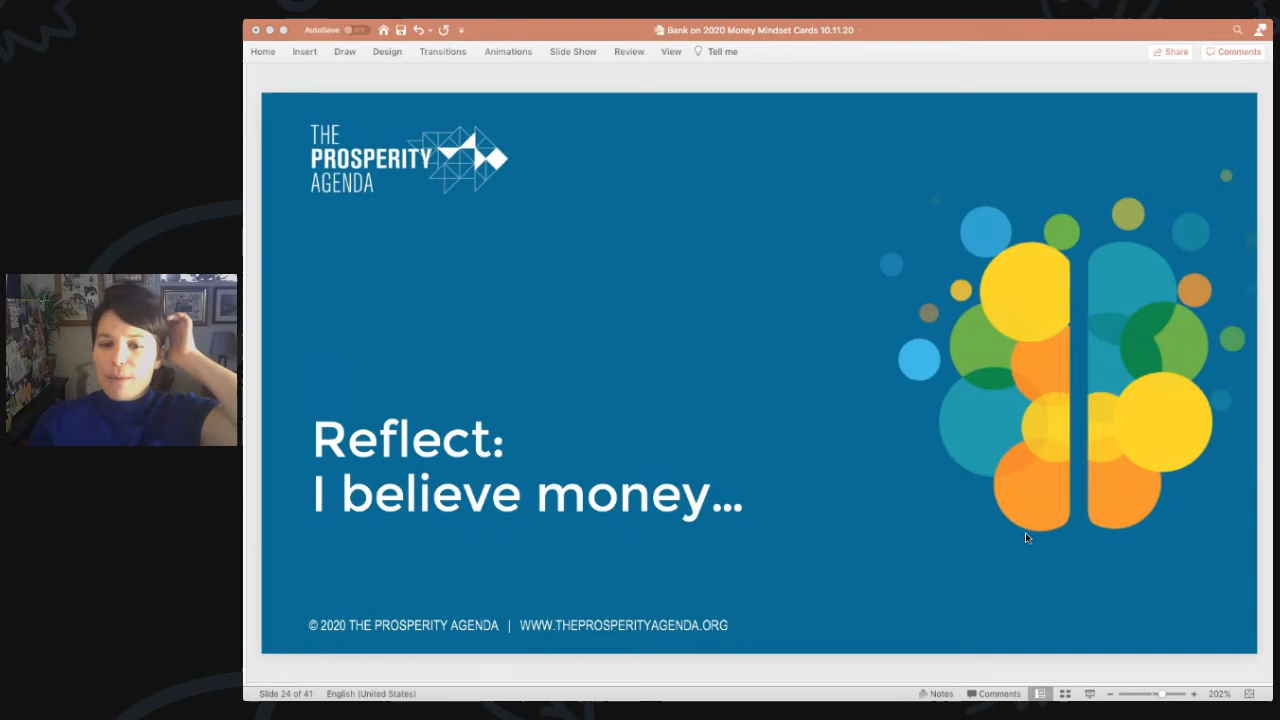 AutoSave
Bank on 2020 Money Mindset Cards 10.11.20
Home Insert Draw Design Transitions Animations Slide Show Review View Tell me Share Comments
THE
PROSPERITY
AGENDA
Reflect:
I believe money...
© 2020 THE PROSPERITY AGENDA | WWW.THEPROSPERITYAGENDA.ORG
Slide 24 of 41 English (United States) Notes Comments 202%